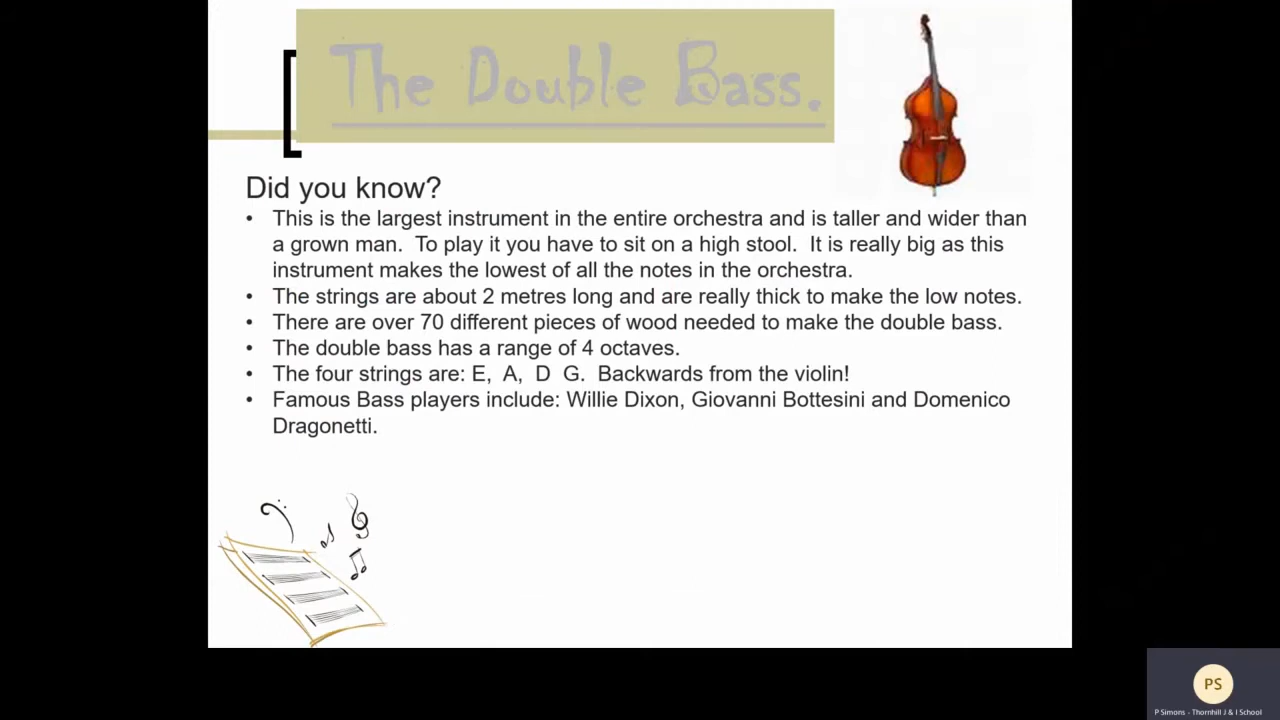 The Double Bass.
Did you know?
• This is the largest instrument in the entire orchestra and is taller and wider than
a grown man.  To play it you have to sit on a high stool.  It is really big as this
instrument makes the lowest of all the notes in the orchestra.
• The strings are about 2 metres long and are really thick to make the low notes.
• There are over 70 different pieces of wood needed to make the double bass.
• The double bass has a range of 4 octaves.
• The four strings are: E,  A,  D  G.  Backwards from the violin!
• Famous Bass players include: Willie Dixon, Giovanni Bottesini and Domenico
Dragonetti.
PS
P Simons - Thornhill J & I School